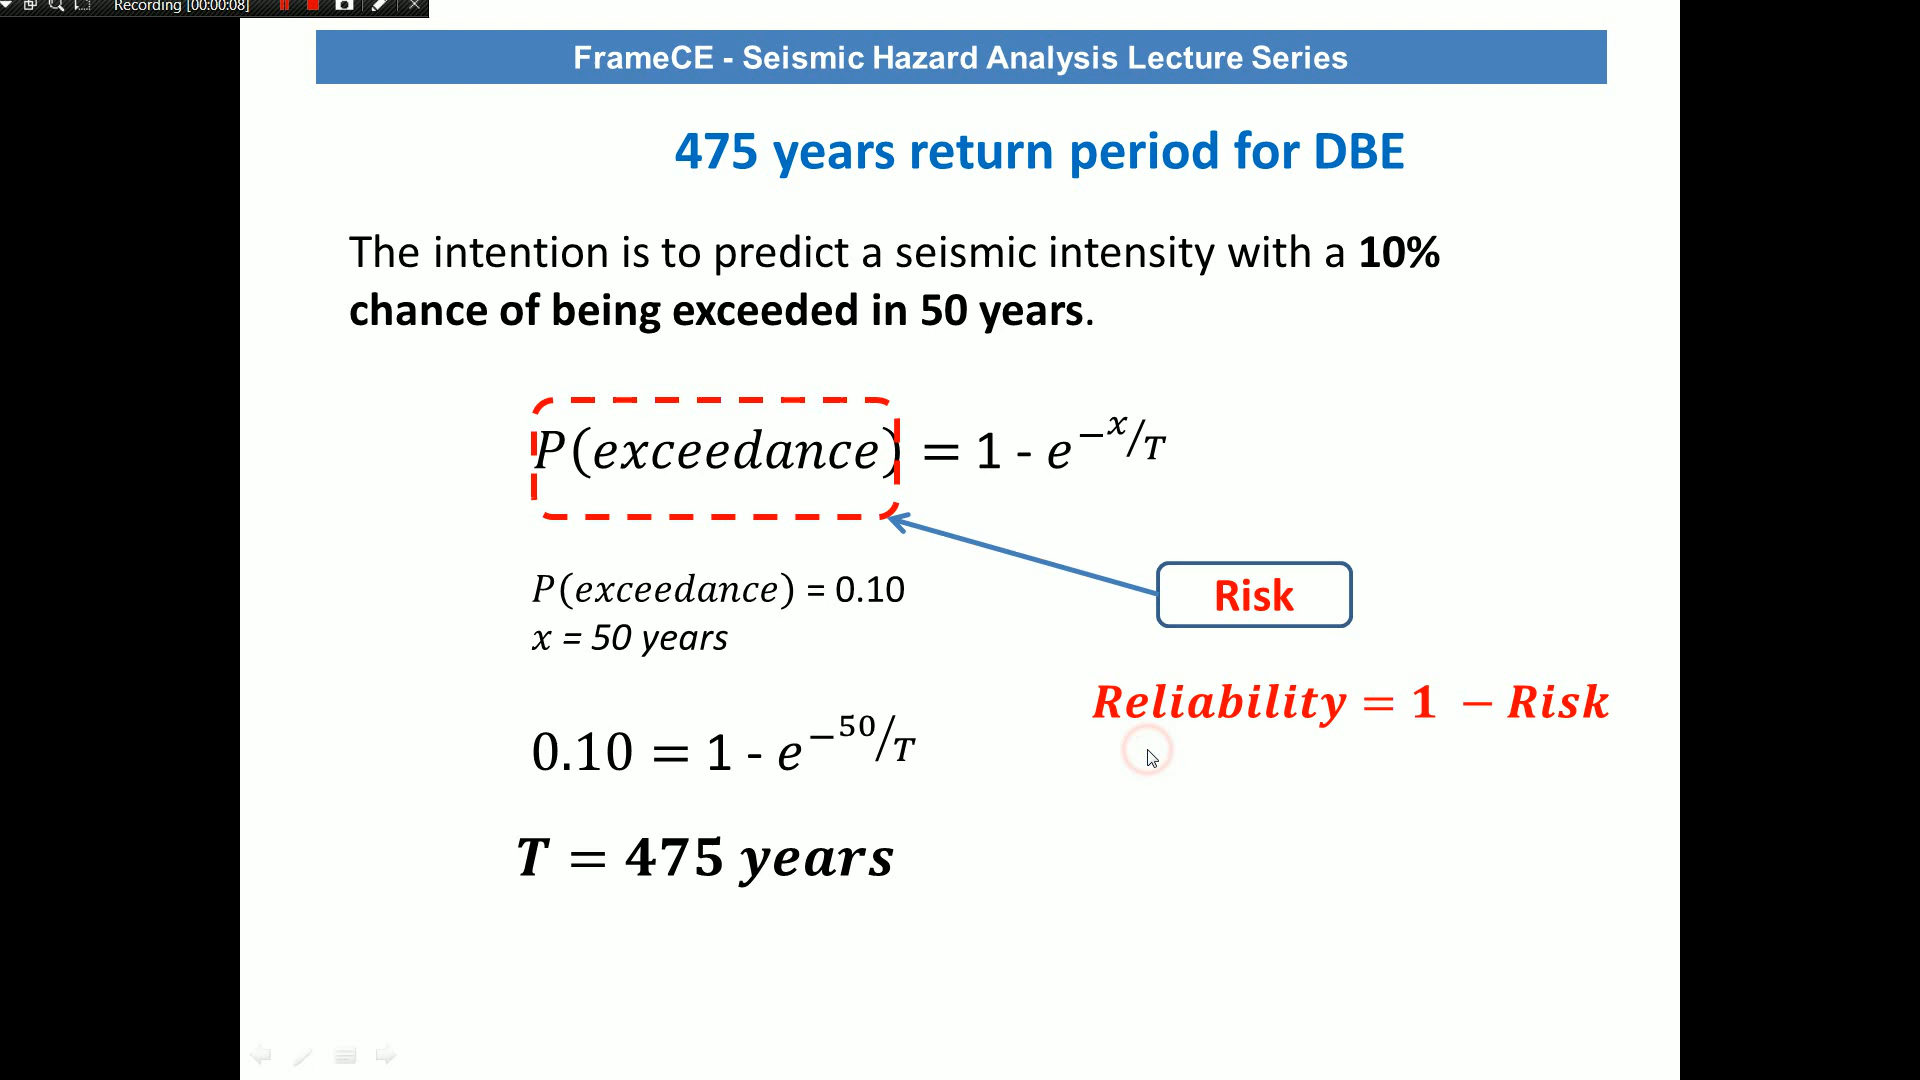 Recording [00:00:08]
FrameCE - Seismic Hazard Analysis Lecture Series
475 years return period for DBE
The intention is to predict a seismic intensity with a 10%
chance of being exceeded in 50 years.
P(exceedance) = 1 - e^{-x/T}
P(exceedance) = 0.10
x = 50 years
Risk
Reliability = 1 − Risk
0.10 = 1 - e^{-50/T}
T = 475 years